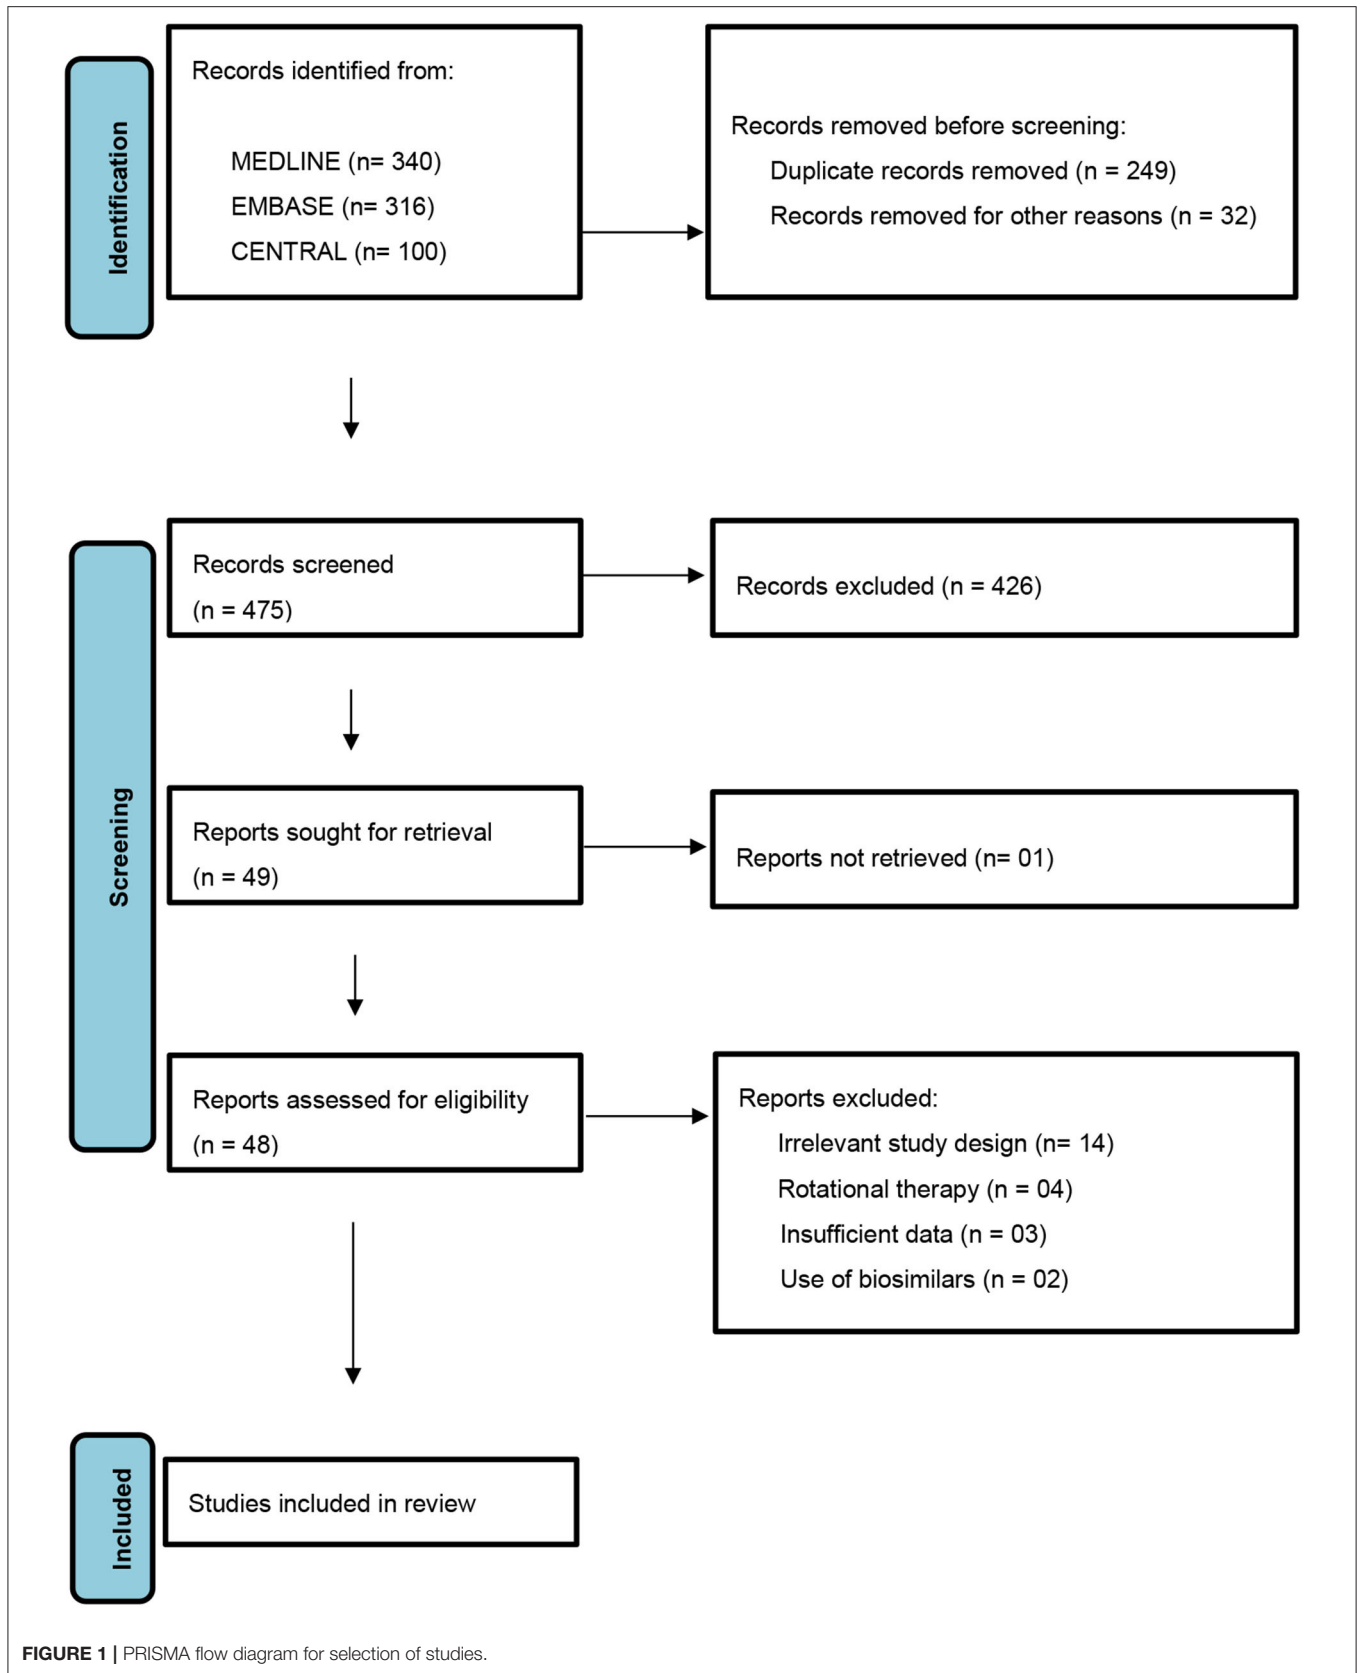 Identification
Records identified from:
MEDLINE (n= 340)
EMBASE (n= 316)
CENTRAL (n= 100)
Records removed before screening:
Duplicate records removed (n = 249)
Records removed for other reasons (n = 32)
Screening
Records screened
(n = 475)
Records excluded (n = 426)
Reports sought for retrieval
(n = 49)
Reports not retrieved (n= 01)
Reports assessed for eligibility
(n = 48)
Reports excluded:
Irrelevant study design (n= 14)
Rotational therapy (n = 04)
Insufficient data (n = 03)
Use of biosimilars (n = 02)
Included
Studies included in review
FIGURE 1 | PRISMA flow diagram for selection of studies.